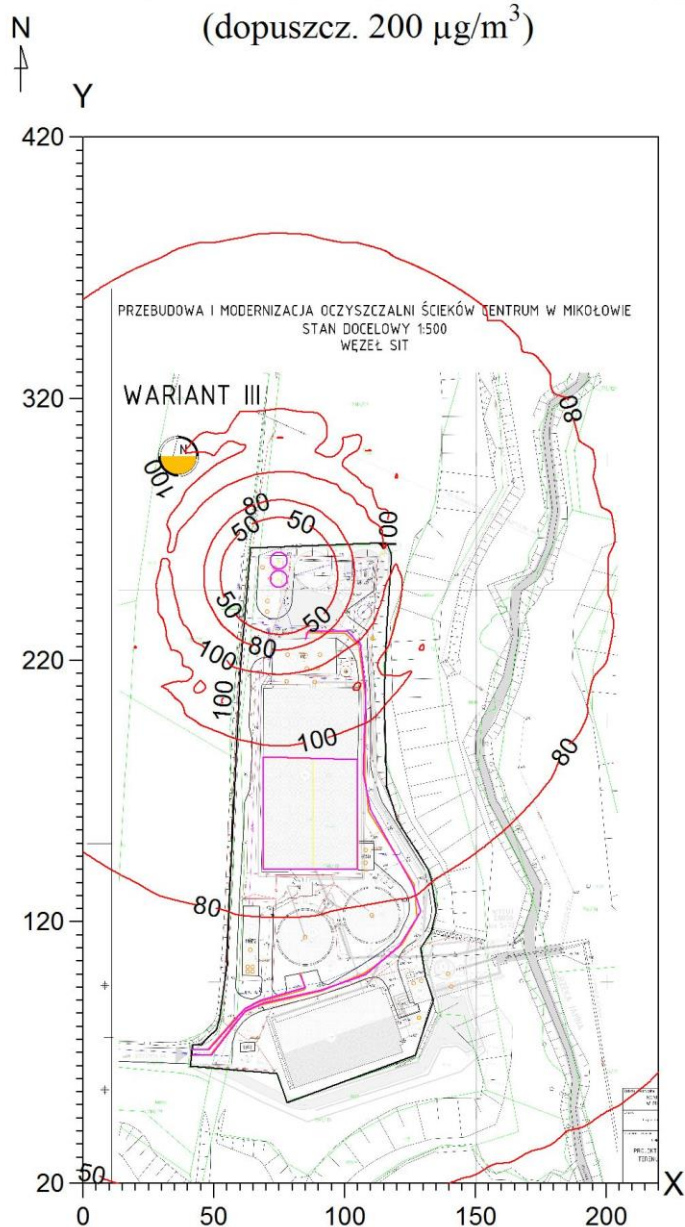 (dopuszcz. 200 µg/m³)
N
Y
420
80
PRZEBUDOWA I MODERNIZACJA OCZYSZCZALNI ŚCIEKÓW CENTRUM W MIKOŁOWIE
STAN DOCELOWY 1:500
WĘZEŁ SIT
320
WARIANT III
N
100
80
50
50
100
50
50
80
100
220
100
100
80
120
80
20
50
X
0
50
100
150
200